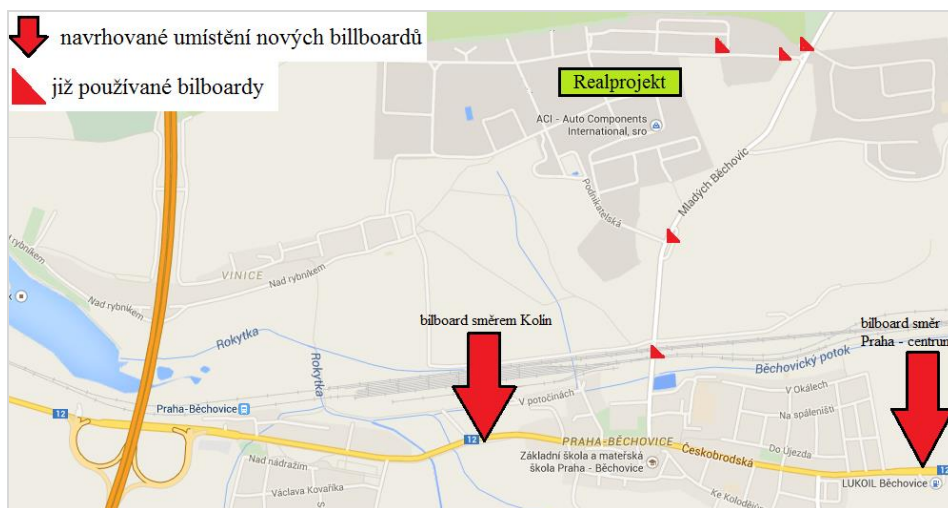 navrhované umístění nových billboardů
již používané bilboardy
Realprojekt
ACI - Auto Components
International, sro
Podnikatelská
Mladých Běchovic
VINICE
Nad rybníkem
Nad rybníkem
Nad rybníkem
Rokytka
Rokytka
bilboard směrem Kolín
bilboard směr
Praha - centrum
Běchovický potok
V Okálech
Na spáleništi
V potočinách
Praha-Běchovice
12
12
PRAHA-BĚCHOVICE
Základní škola a mateřská
škola Praha - Běchovice
Českobrodská
Do Újezda
12
Nad nádražím
Václava Kovaříka
Ke Kolodějům
LUKOIL Běchovice